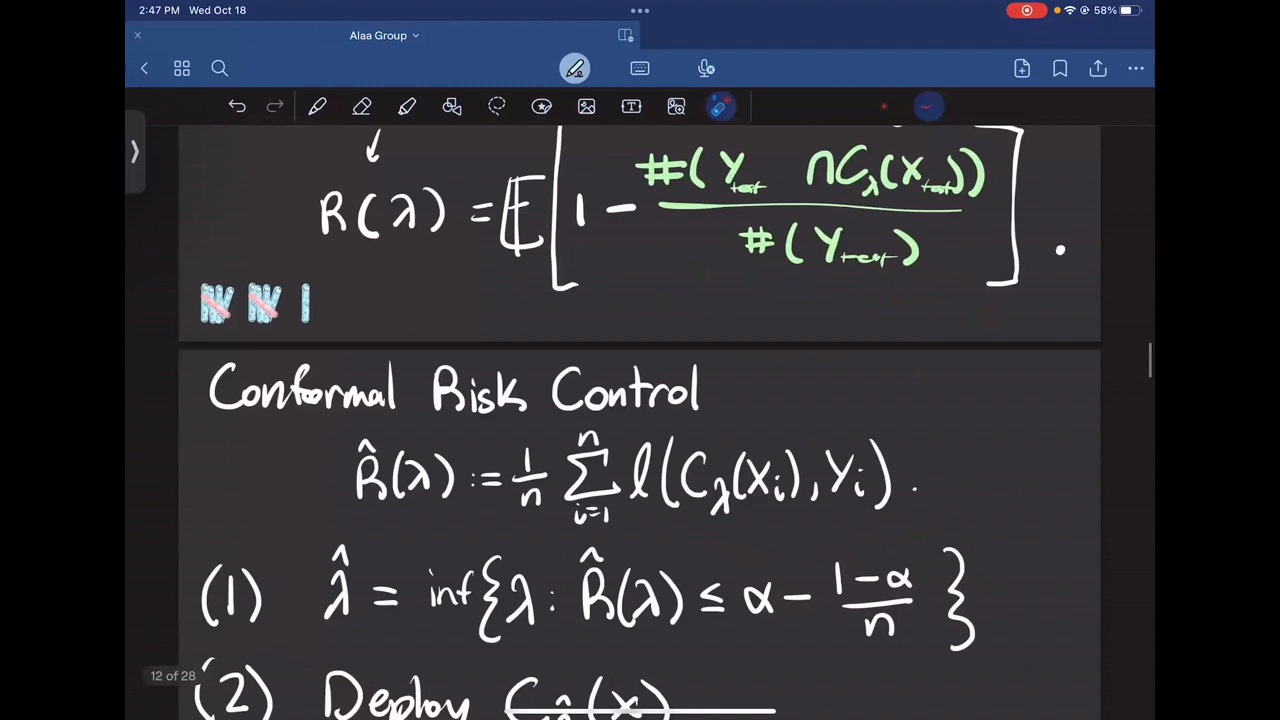 2:47 PM Wed Oct 18
58%
Alaa Group
#(Y_test ∩ C_λ(X_test))
R(λ) = 𝔼[1 − ———— ].
#(Y_test)
Conformal Risk Control
R̂(λ) := 1/n ∑_{i=1}^{n} l(C_λ(X_i), Y_i).
(1) λ̂ = inf{λ : R̂(λ) ≤ α − (1−α)/n}
12 of 28
(2) Deploy C_λ̂(X)